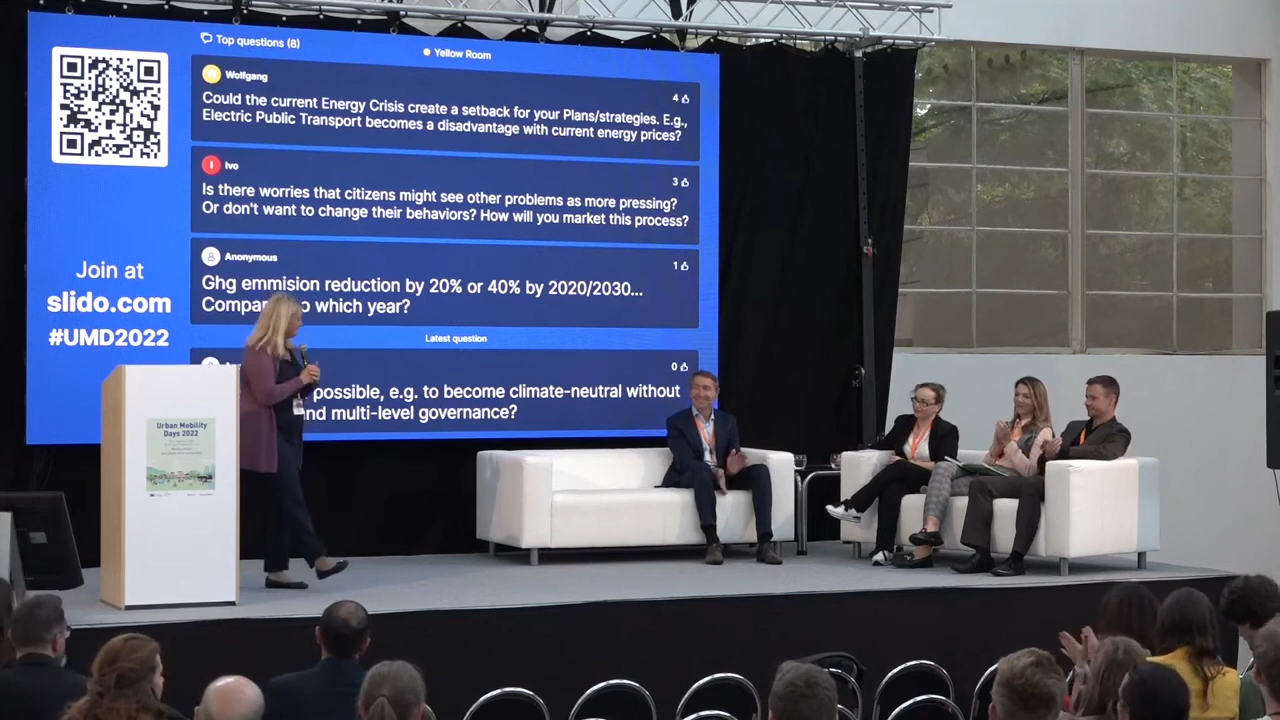 Top questions (8)
Yellow Room
Wolfgang
4
Could the current Energy Crisis create a setback for your Plans/strategies. E.g.,
Electric Public Transport becomes a disadvantage with current energy prices?
I
Ivo
3
Is there worries that citizens might see other problems as more pressing?
Or don't want to change their behaviors? How will you market this process?
Anonymous
1
Ghg emmision reduction by 20% or 40% by 2020/2030...
which year?
Latest question
0
possible, e.g. to become climate-neutral without
multi-level governance?
Join at
slido.com
#UMD2022
Urban Mobility
Days 2022